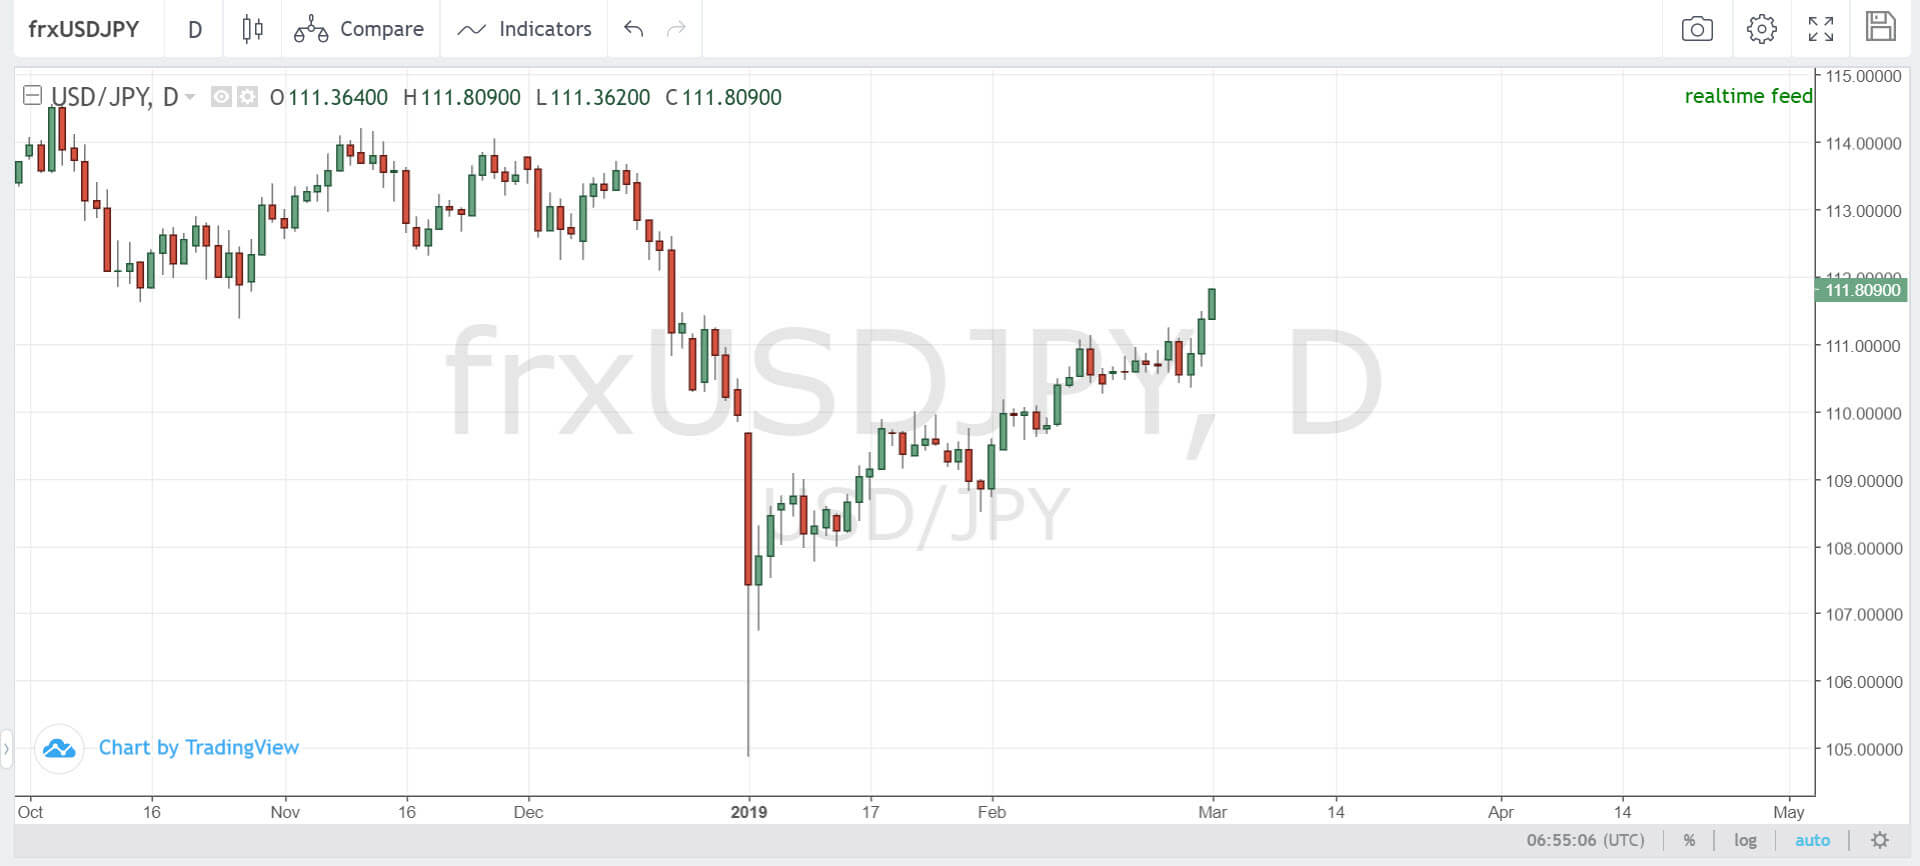 frxUSDJPY D Compare Indicators
USD/JPY, D O 111.36400 H 111.80900 L 111.36200 C 111.80900
realtime feed
115.00000
114.00000
113.00000
112.00000
111.80900
111.00000
110.00000
109.00000
108.00000
107.00000
106.00000
105.00000
frxUSDJPY, D
USD/JPY
Chart by TradingView
Oct 16 Nov 16 Dec 2019 17 Feb Mar 14 Apr 14 May
06:55:06 (UTC) % log auto